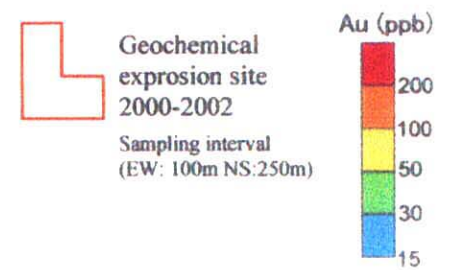 Geochemical
exprosion site
2000-2002
Sampling interval
(EW: 100m NS:250m)
Au (ppb)
200
100
50
30
15